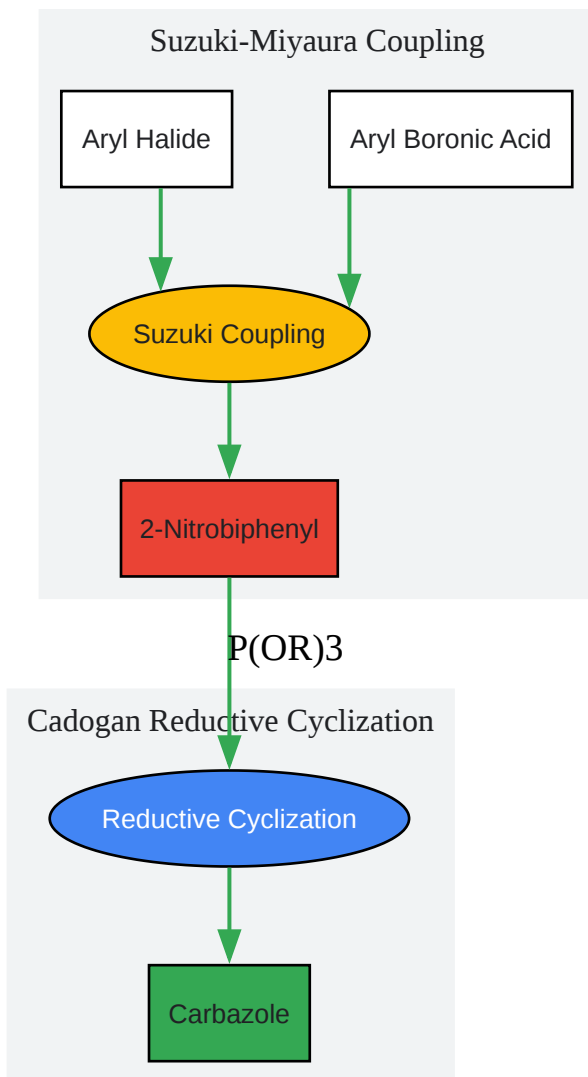 Suzuki-Miyaura Coupling
Aryl Halide
Aryl Boronic Acid
Suzuki Coupling
2-Nitrobiphenyl
P(OR)3
Cadogan Reductive Cyclization
Reductive Cyclization
Carbazole